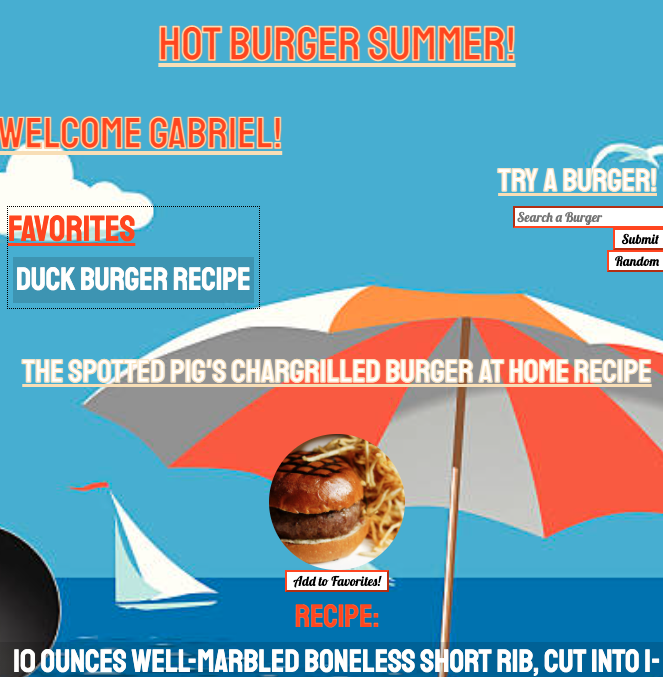 HOT BURGER SUMMER!
WELCOME GABRIEL!
TRY A BURGER!
Search a Burger
Submit
Random
FAVORITES
DUCK BURGER RECIPE
THE SPOTTED PIG'S CHARGRILLED BURGER AT HOME RECIPE
Add to Favorites!
RECIPE:
10 OUNCES WELL-MARBLED BONELESS SHORT RIB, CUT INTO 1-